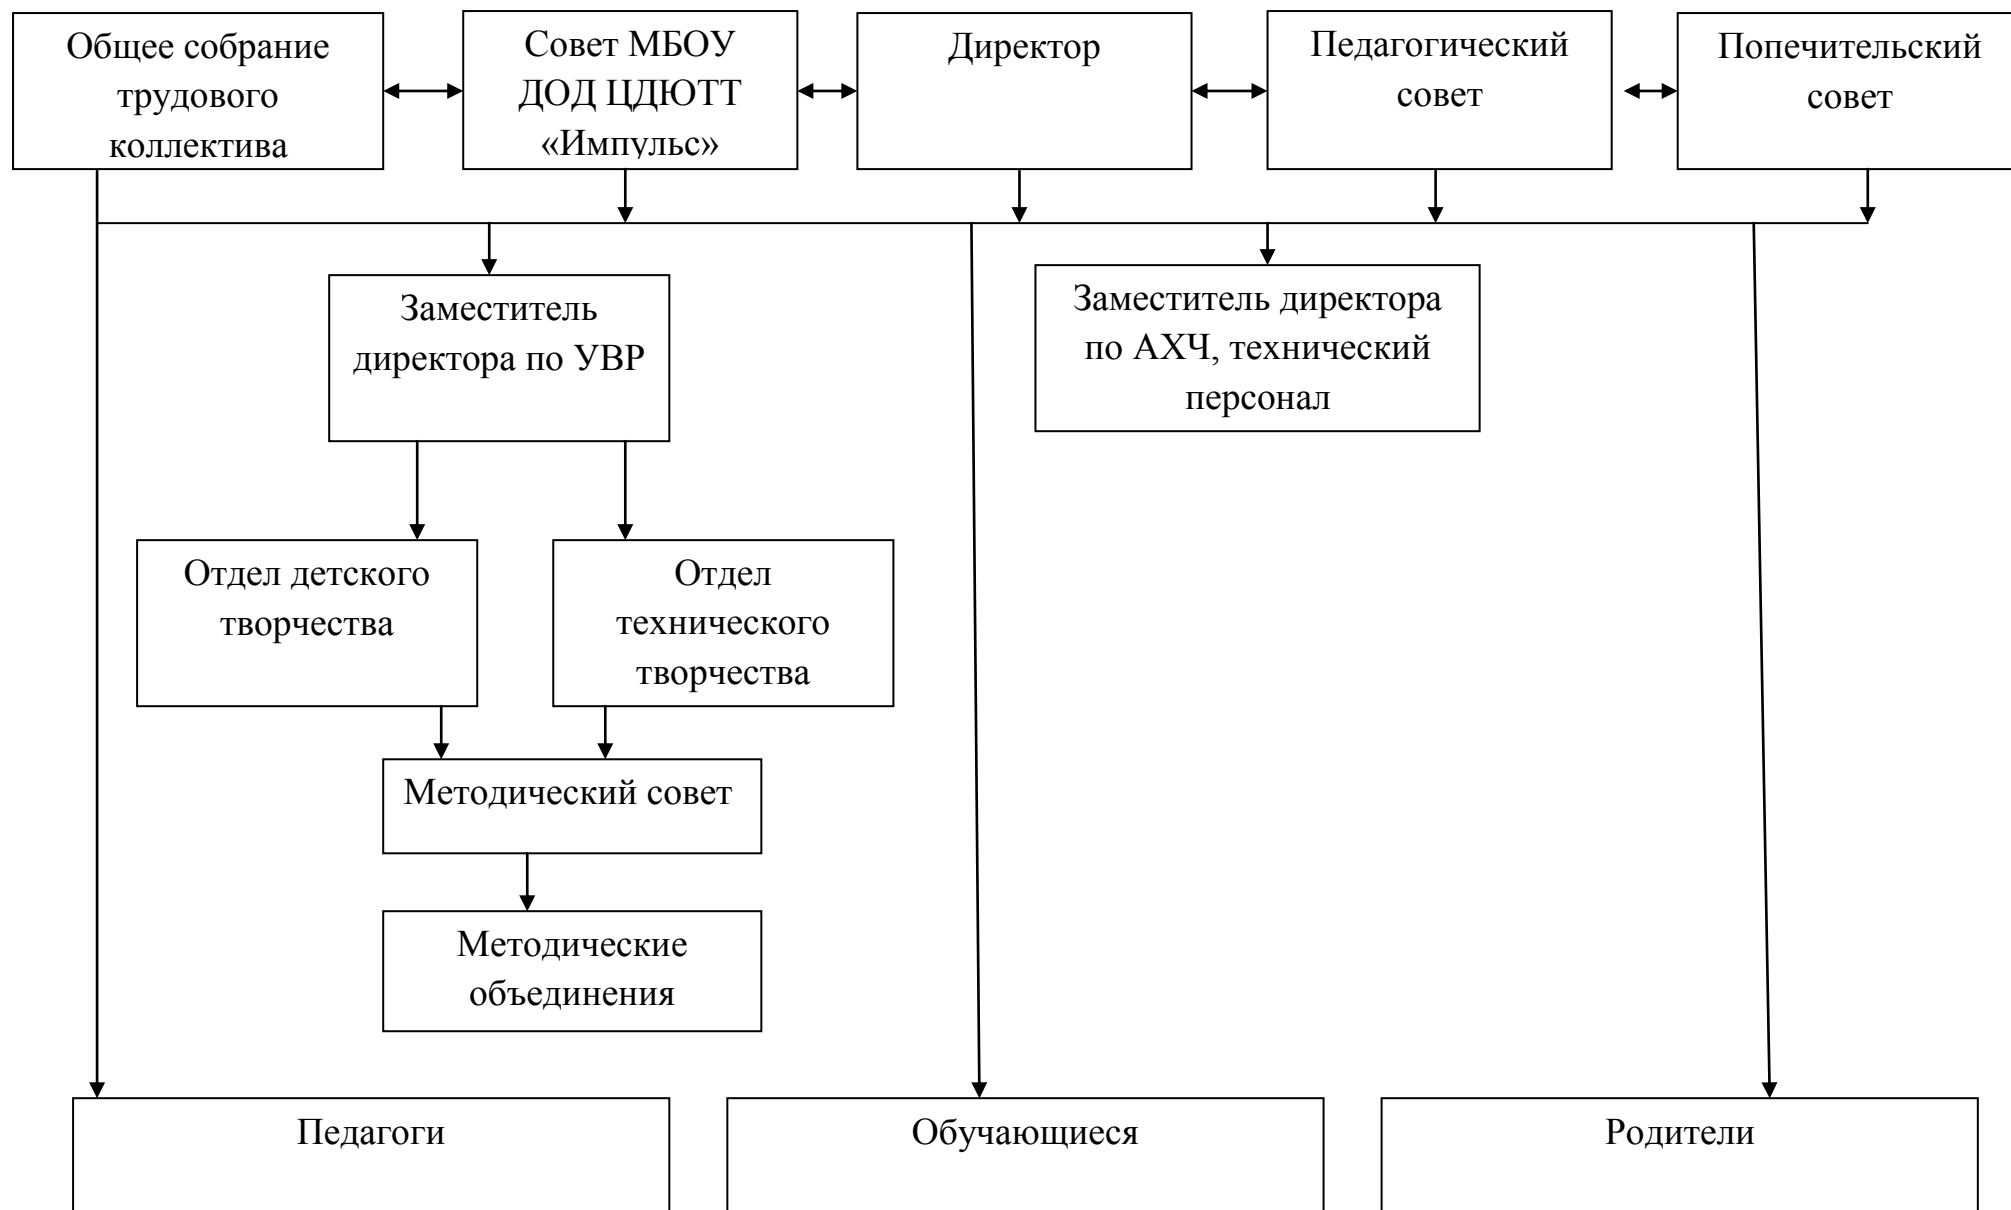 Общее собрание
трудового
коллектива
Совет МБОУ
ДОД ЦДЮТТ
«Импульс»
Директор
Педагогический
совет
Попечительский
совет
Заместитель
директора по УВР
Заместитель директора
по АХЧ, технический
персонал
Отдел детского
творчества
Отдел
технического
творчества
Методический совет
Методические
объединения
Педагоги
Обучающиеся
Родители